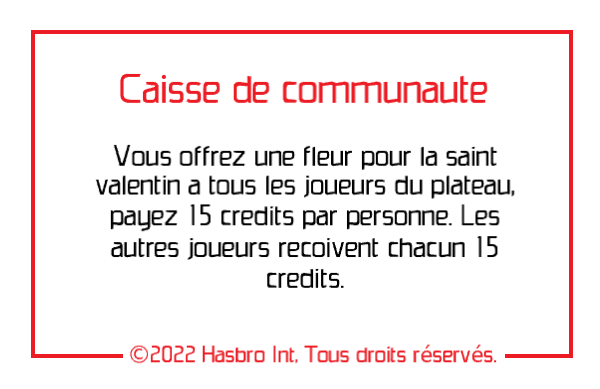 Caisse de communaute
Vous offrez une fleur pour la saint
valentin a tous les joueurs du plateau,
payez 15 credits par personne. Les
autres joueurs recoivent chacun 15
credits.
©2022 Hasbro Int. Tous droits réservés.